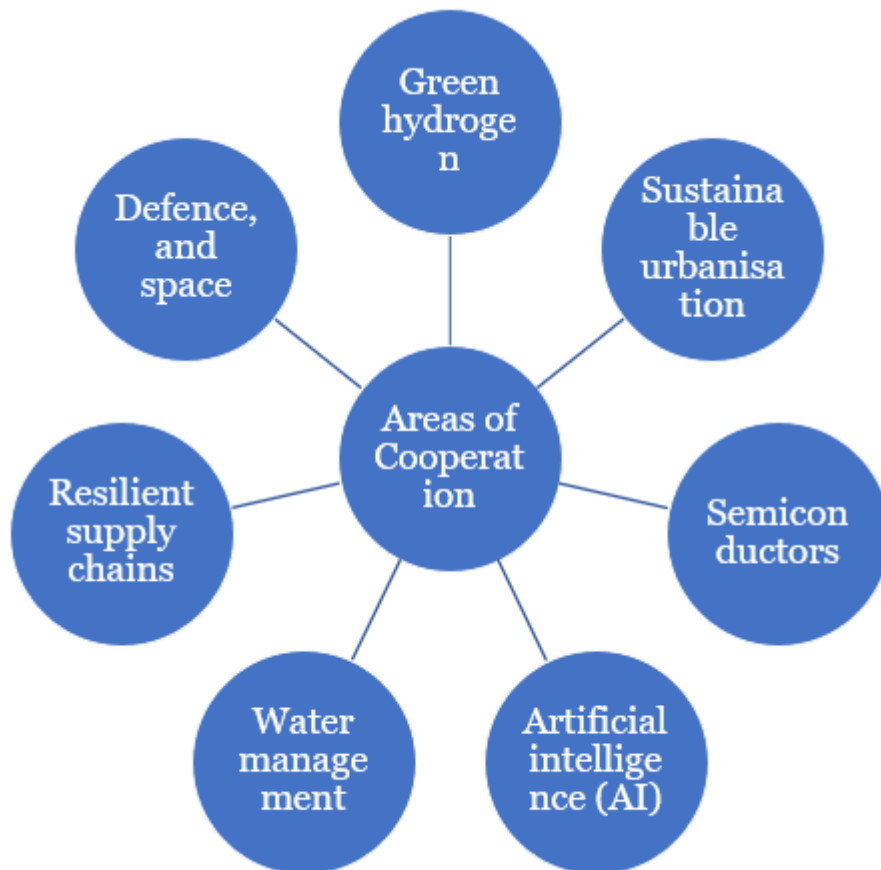 Green
hydroge
n
Sustaina
ble
urbanisa
tion
Semicon
ductors
Artificial
intellige
nce (AI)
Water
manage
ment
Resilient
supply
chains
Defence,
and
space
Areas of
Cooperat
ion